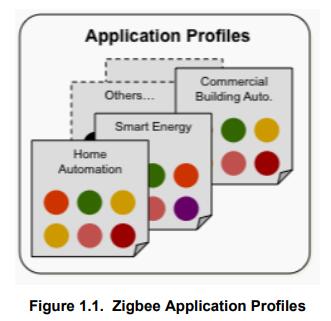 Application Profiles
Commercial
Building Auto.
Others...
Smart Energy
Home
Automation
Figure 1.1. Zigbee Application Profiles